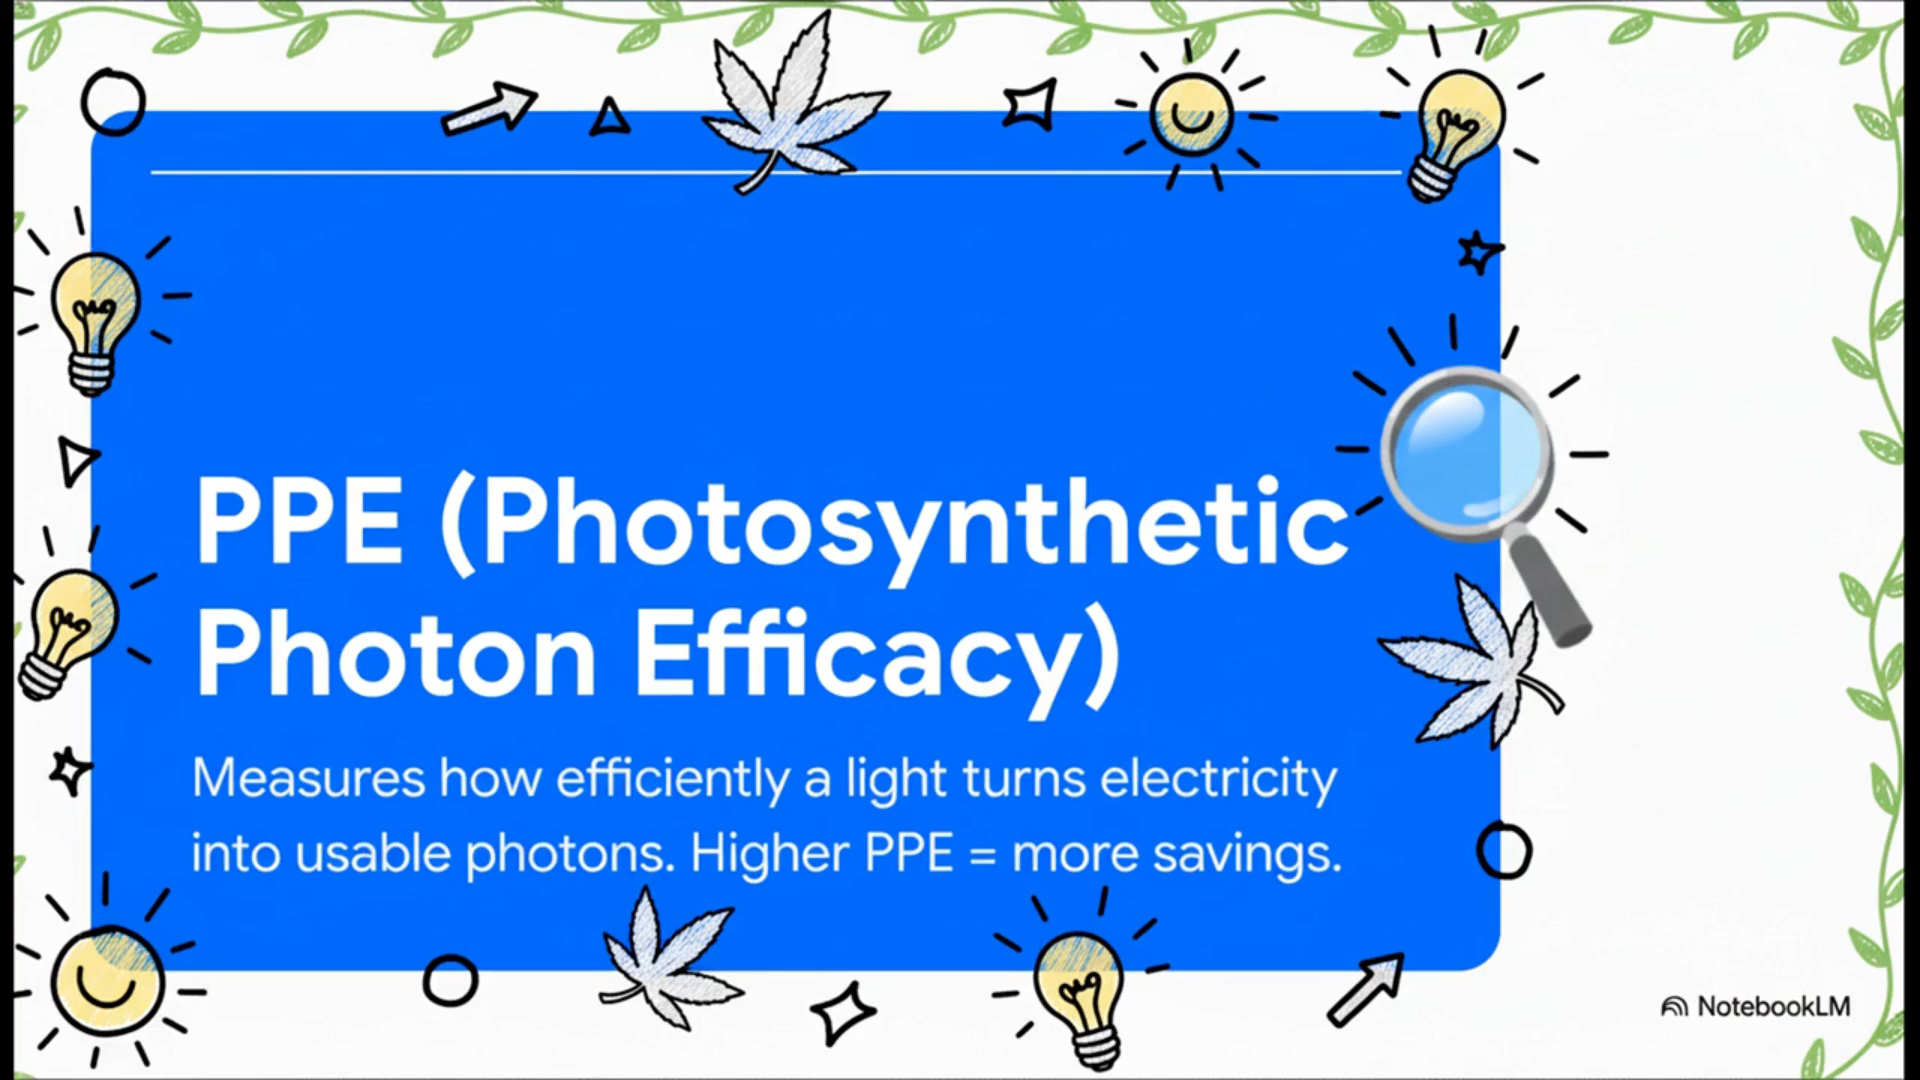 PPE (Photosynthetic
Photon Efficacy)
Measures how efficiently a light turns electricity
into usable photons. Higher PPE = more savings.
NotebookLM